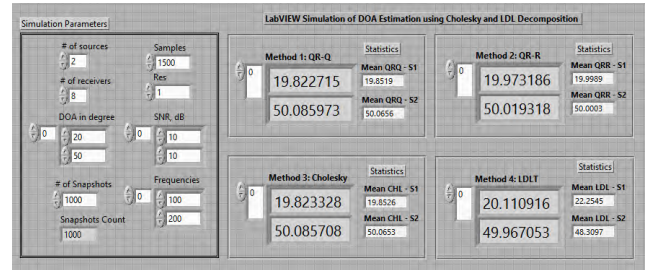 LabVIEW Simulation of DOA Estimation using Cholesky and LDL Decomposition
Simulation Parameters
# of sources
2
Samples
1500
# of receivers
8
Res
1
DOA in degree
0
20
50
SNR, dB
0
10
10
# of Snapshots
1000
Snapshots Count
1000
Frequencies
0
100
200
Method 1: QR-Q
0
19.822715
50.085973
Statistics
Mean QRQ - S1
19.8519
Mean QRQ - S2
50.0656
Method 2: QR-R
0
19.973186
50.019318
Statistics
Mean QRR - S1
19.9989
Mean QRR - S2
50.0003
Method 3: Cholesky
0
19.823328
50.085708
Statistics
Mean CHL - S1
19.8526
Mean CHL - S2
50.0653
Method 4: LDLT
0
20.110916
49.967053
Statistics
Mean LDL - S1
22.2545
Mean LDL - S2
48.3097